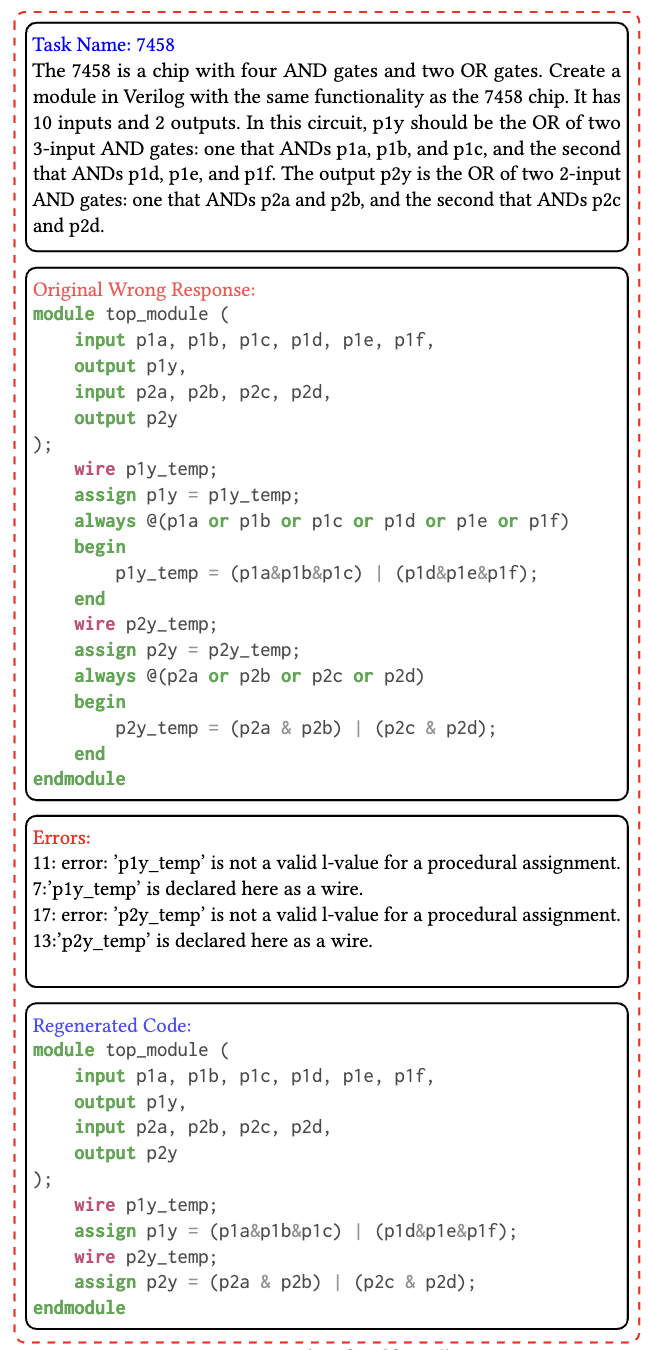 Task Name: 7458
The 7458 is a chip with four AND gates and two OR gates. Create a
module in Verilog with the same functionality as the 7458 chip. It has
10 inputs and 2 outputs. In this circuit, p1y should be the OR of two
3-input AND gates: one that ANDs p1a, p1b, and p1c, and the second
that ANDs p1d, p1e, and p1f. The output p2y is the OR of two 2-input
AND gates: one that ANDs p2a and p2b, and the second that ANDs p2c
and p2d.
Original Wrong Response:
module top_module (
    input p1a, p1b, p1c, p1d, p1e, p1f,
    output p1y,
    input p2a, p2b, p2c, p2d,
    output p2y
);
    wire p1y_temp;
    assign p1y = p1y_temp;
    always @(p1a or p1b or p1c or p1d or p1e or p1f)
    begin
        p1y_temp = (p1a&p1b&p1c) | (p1d&p1e&p1f);
    end
    wire p2y_temp;
    assign p2y = p2y_temp;
    always @(p2a or p2b or p2c or p2d)
    begin
        p2y_temp = (p2a & p2b) | (p2c & p2d);
    end
endmodule
Errors:
11: error: ’p1y_temp’ is not a valid l-value for a procedural assignment.
7:’p1y_temp’ is declared here as a wire.
17: error: ’p2y_temp’ is not a valid l-value for a procedural assignment.
13:’p2y_temp’ is declared here as a wire.
Regenerated Code:
module top_module (
    input p1a, p1b, p1c, p1d, p1e, p1f,
    output p1y,
    input p2a, p2b, p2c, p2d,
    output p2y
);
    wire p1y_temp;
    assign p1y = (p1a&p1b&p1c) | (p1d&p1e&p1f);
    wire p2y_temp;
    assign p2y = (p2a & p2b) | (p2c & p2d);
endmodule